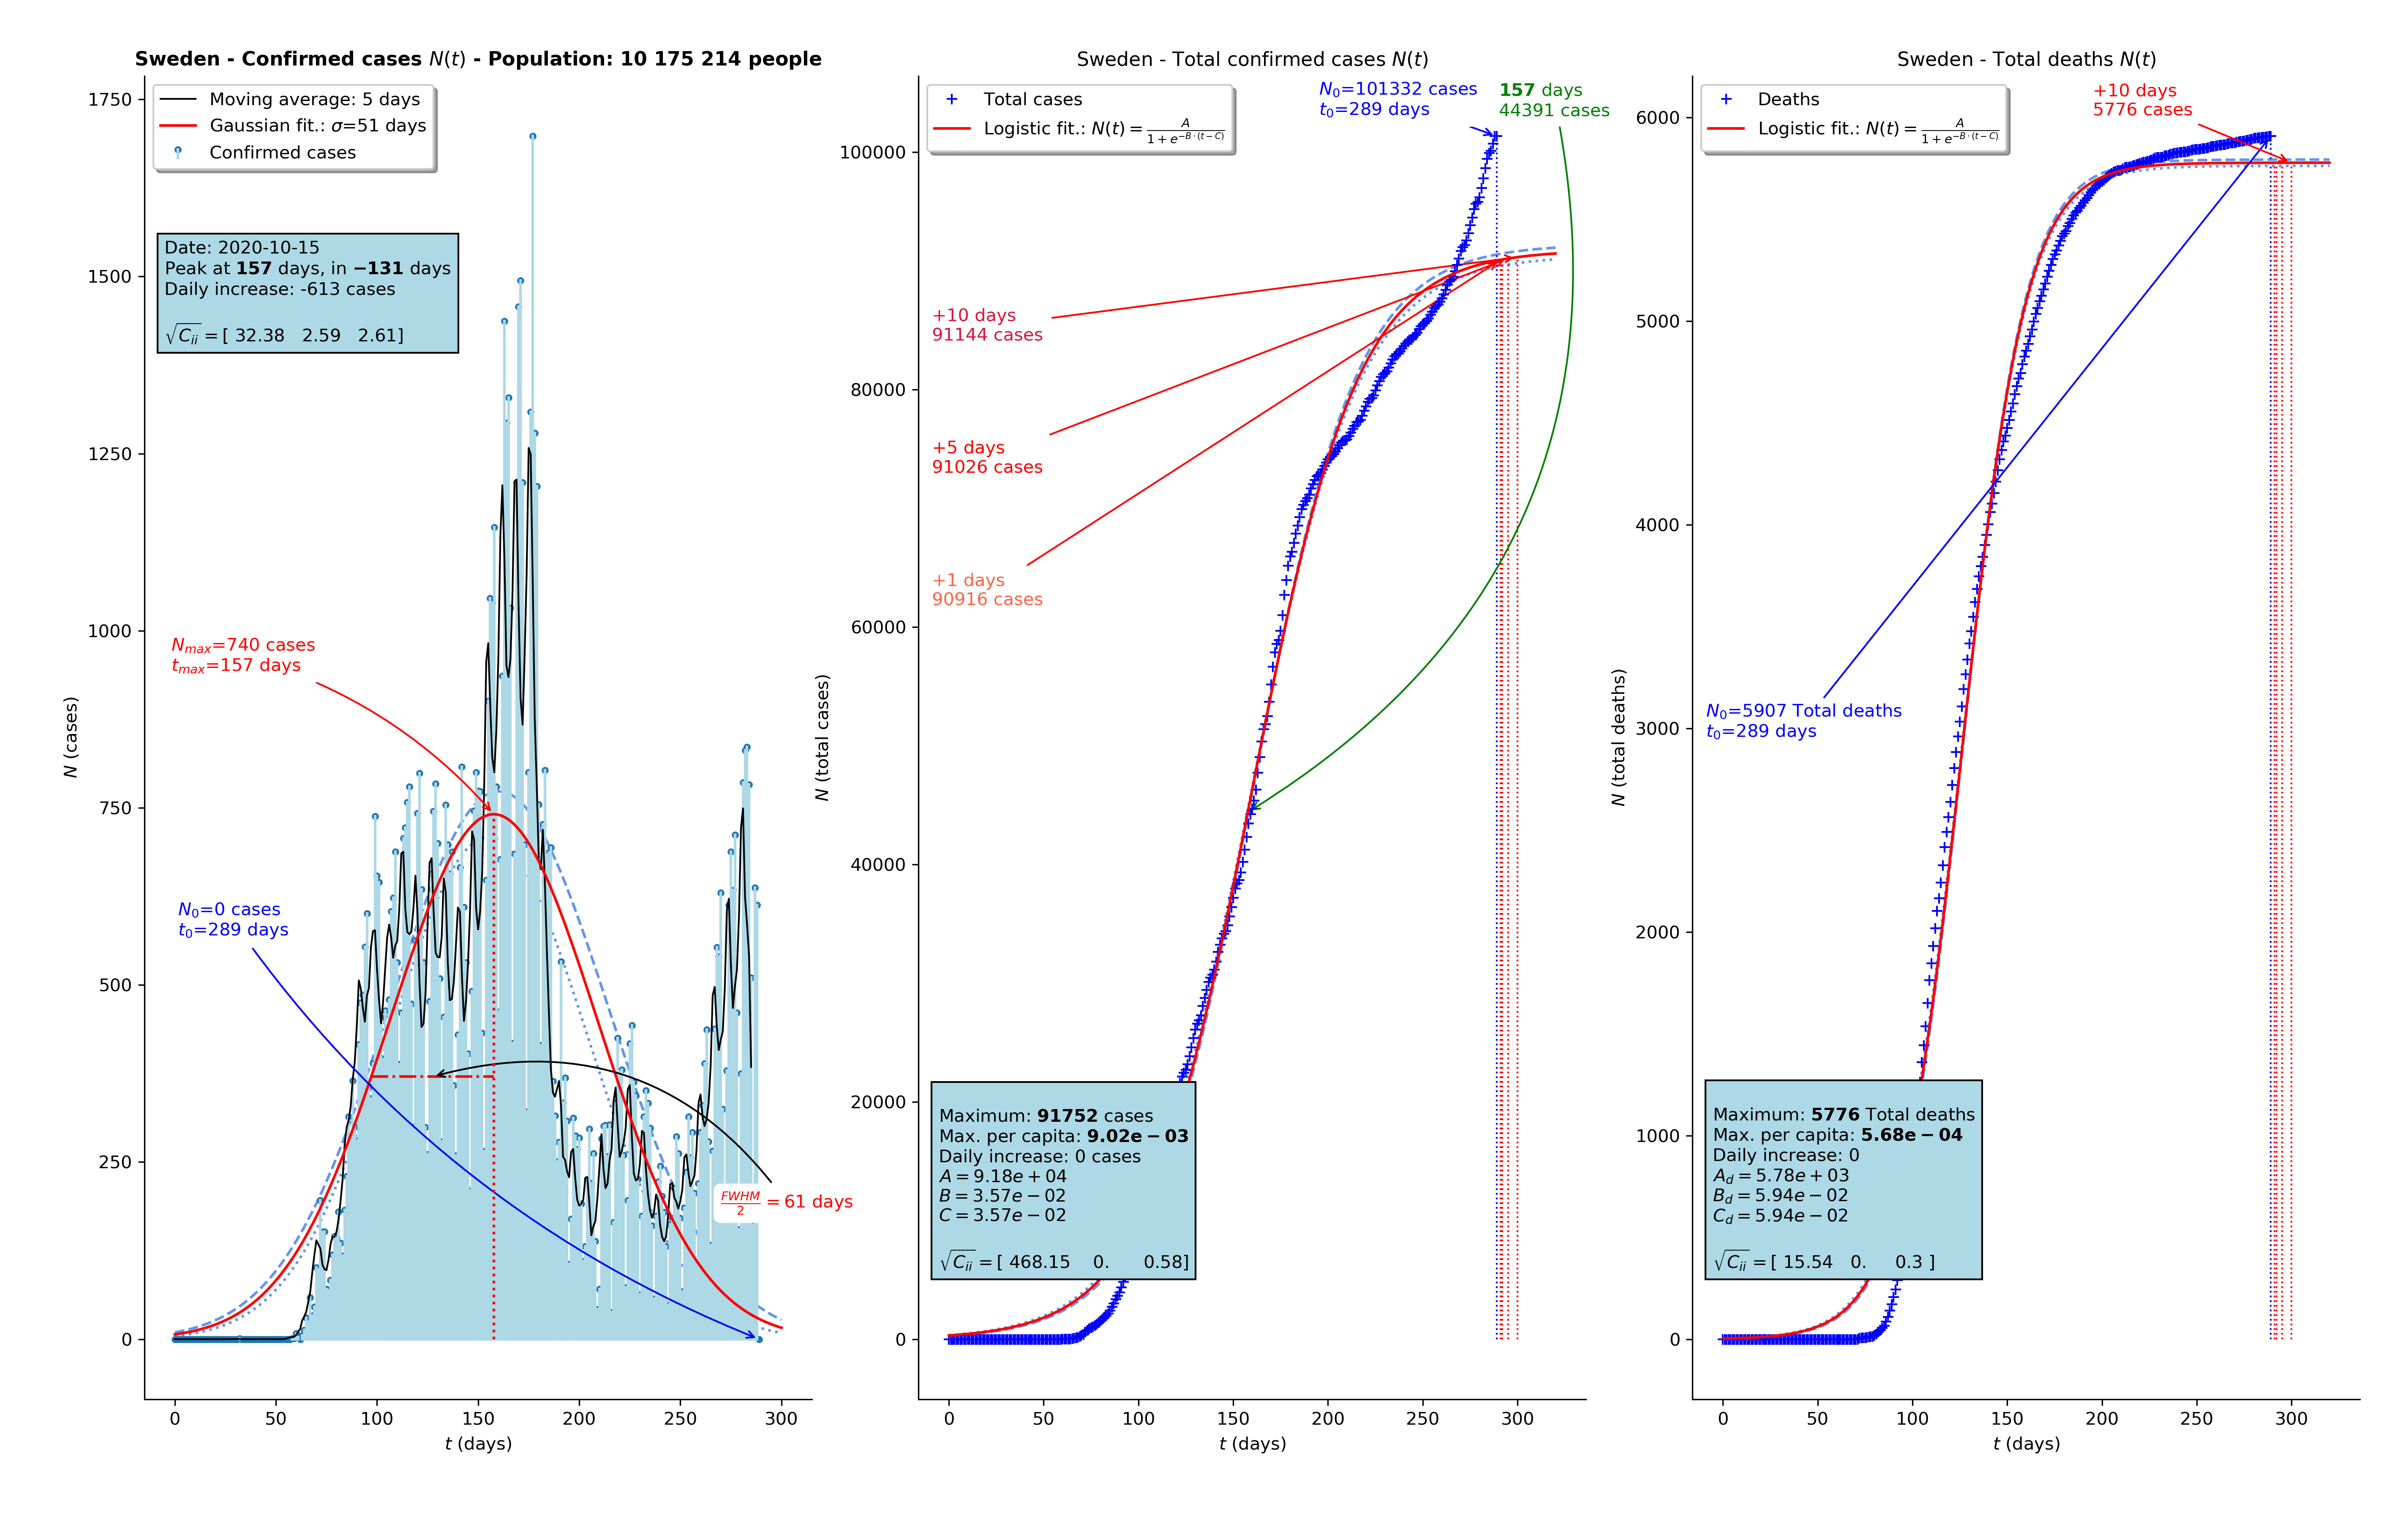 Sweden - Confirmed cases N(t) - Population: 10 175 214 people
Moving average: 5 days
Gaussian fit.: σ=51 days
Confirmed cases
Date: 2020-10-15
Peak at 157 days, in −131 days
Daily increase: -613 cases
√C_ii = [ 32.38 2.59 2.61]
N_max=740 cases
t_max=157 days
N_0=0 cases
t_0=289 days
FWHM/2 = 61 days
1750
1500
1250
1000
750
500
250
0
N (cases)
0 50 100 150 200 250 300
t (days)
Sweden - Total confirmed cases N(t)
Total cases
Logistic fit.: N(t) = A/(1 + e^{−B·(t−C)})
N_0=101332 cases
t_0=289 days
157 days
44391 cases
+10 days
91144 cases
+5 days
91026 cases
+1 days
90916 cases
Maximum: 91752 cases
Max. per capita: 9.02e − 03
Daily increase: 0 cases
A = 9.18e + 04
B = 3.57e − 02
C = 3.57e − 02
√C_ii = [ 468.15 0. 0.58]
100000
80000
60000
40000
20000
0
N (total cases)
0 50 100 150 200 250 300
t (days)
Sweden - Total deaths N(t)
Deaths
Logistic fit.: N(t) = A/(1 + e^{−B·(t−C)})
+10 days
5776 cases
N_0=5907 Total deaths
t_0=289 days
Maximum: 5776 Total deaths
Max. per capita: 5.68e − 04
Daily increase: 0
A_d = 5.78e + 03
B_d = 5.94e − 02
C_d = 5.94e − 02
√C_ii = [ 15.54 0. 0.3 ]
6000
5000
4000
3000
2000
1000
0
N (total deaths)
0 50 100 150 200 250 300
t (days)